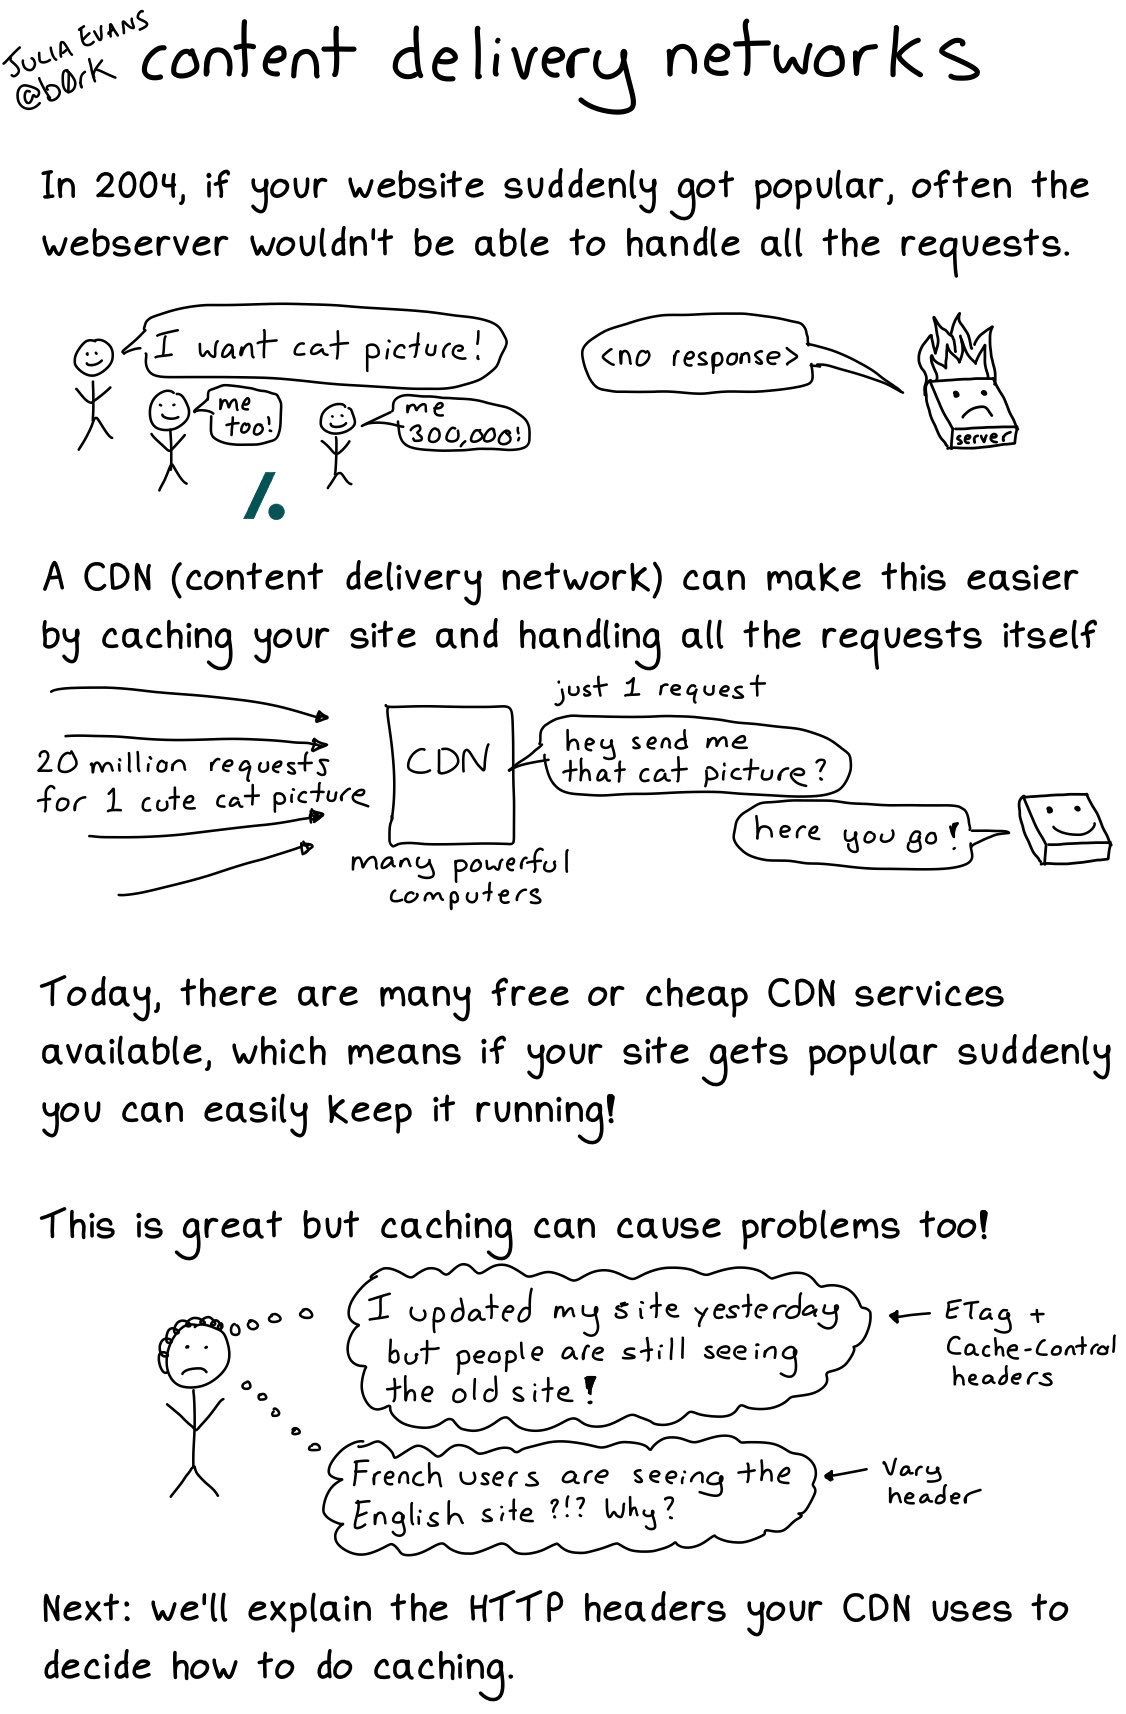 JULIA EVANS
@b0rk
content delivery networks
In 2004, if your website suddenly got popular, often the
webserver wouldn't be able to handle all the requests.
I want cat picture!
me
too!
me
300,000!
<no response>
server
/.
A CDN (content delivery network) can make this easier
by caching your site and handling all the requests itself
20 million requests
for 1 cute cat picture
CDN
many powerful
computers
just 1 request
hey send me
that cat picture?
here you go!
Today, there are many free or cheap CDN services
available, which means if your site gets popular suddenly
you can easily keep it running!
This is great but caching can cause problems too!
I updated my site yesterday
but people are still seeing
the old site!
ETag +
Cache-Control
headers
French users are seeing the
English site ?!? Why?
Vary
header
Next: we'll explain the HTTP headers your CDN uses to
decide how to do caching.